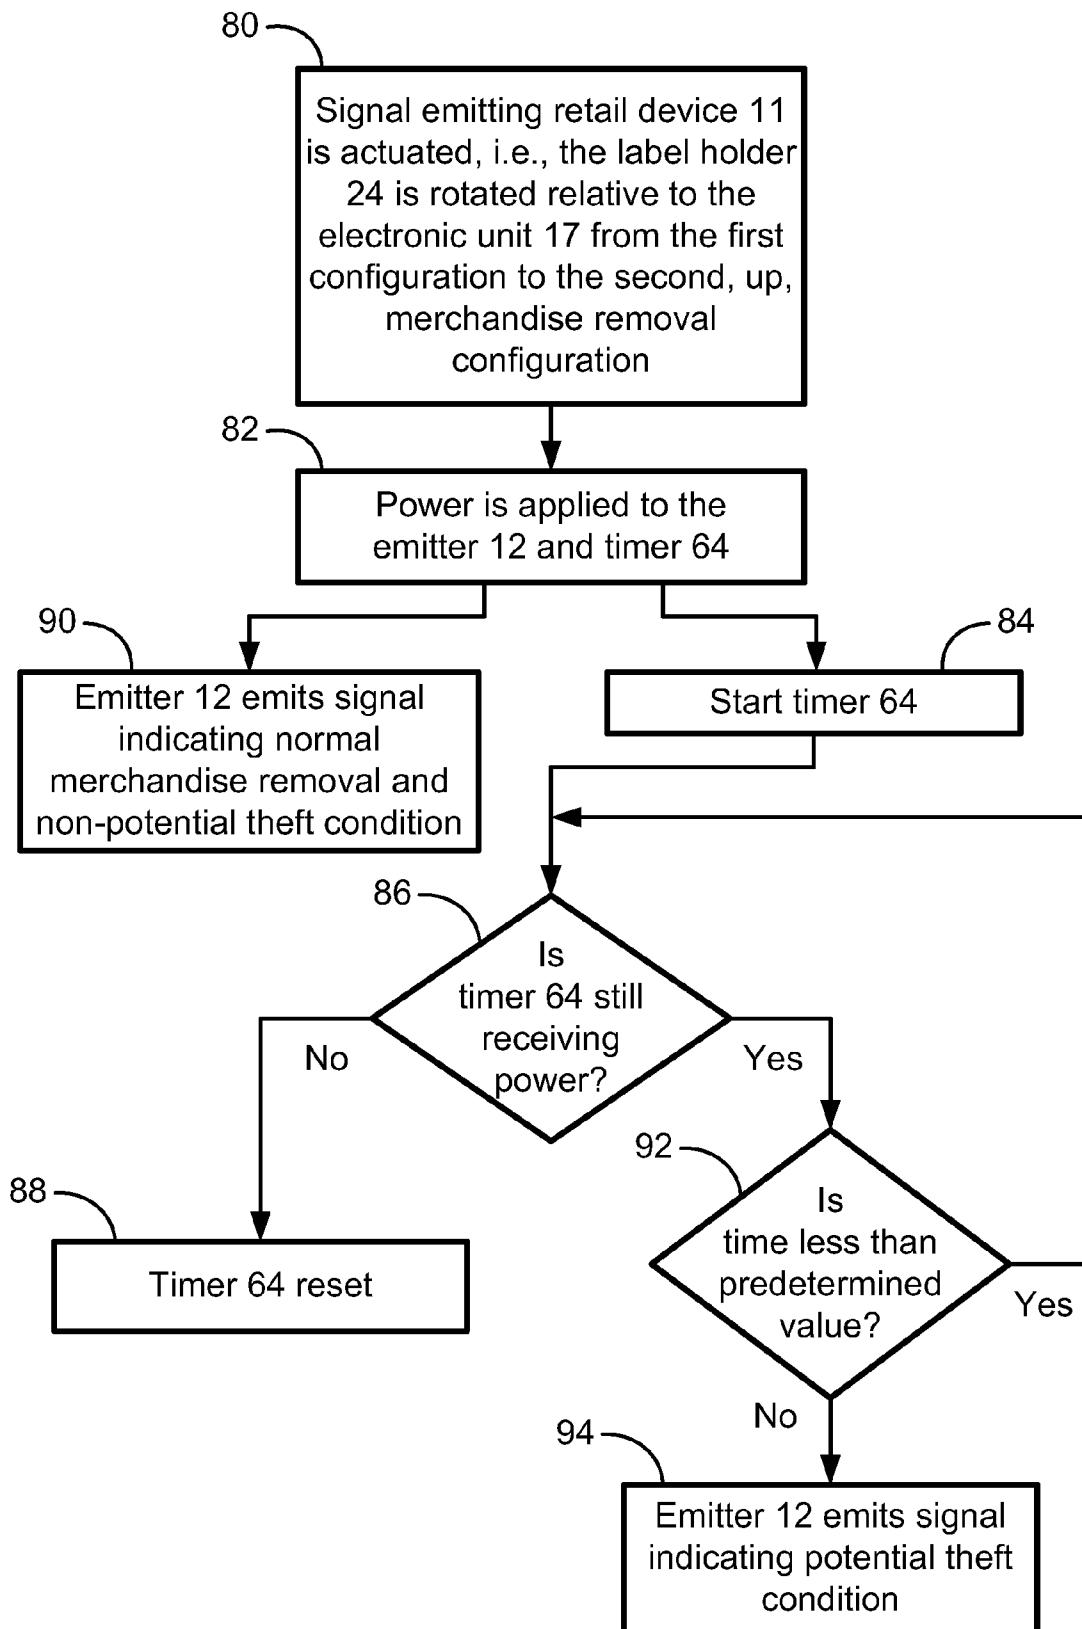 80
Signal emitting retail device 11
is actuated, i.e., the label holder
24 is rotated relative to the
electronic unit 17 from the first
configuration to the second, up,
merchandise removal
configuration
82
Power is applied to the
emitter 12 and timer 64
90
Emitter 12 emits signal
indicating normal
merchandise removal and
non-potential theft condition
84
Start timer 64
86
Is
timer 64 still
receiving
power?
No
Yes
88
Timer 64 reset
92
Is
time less than
predetermined
value?
Yes
No
94
Emitter 12 emits signal
indicating potential theft
condition